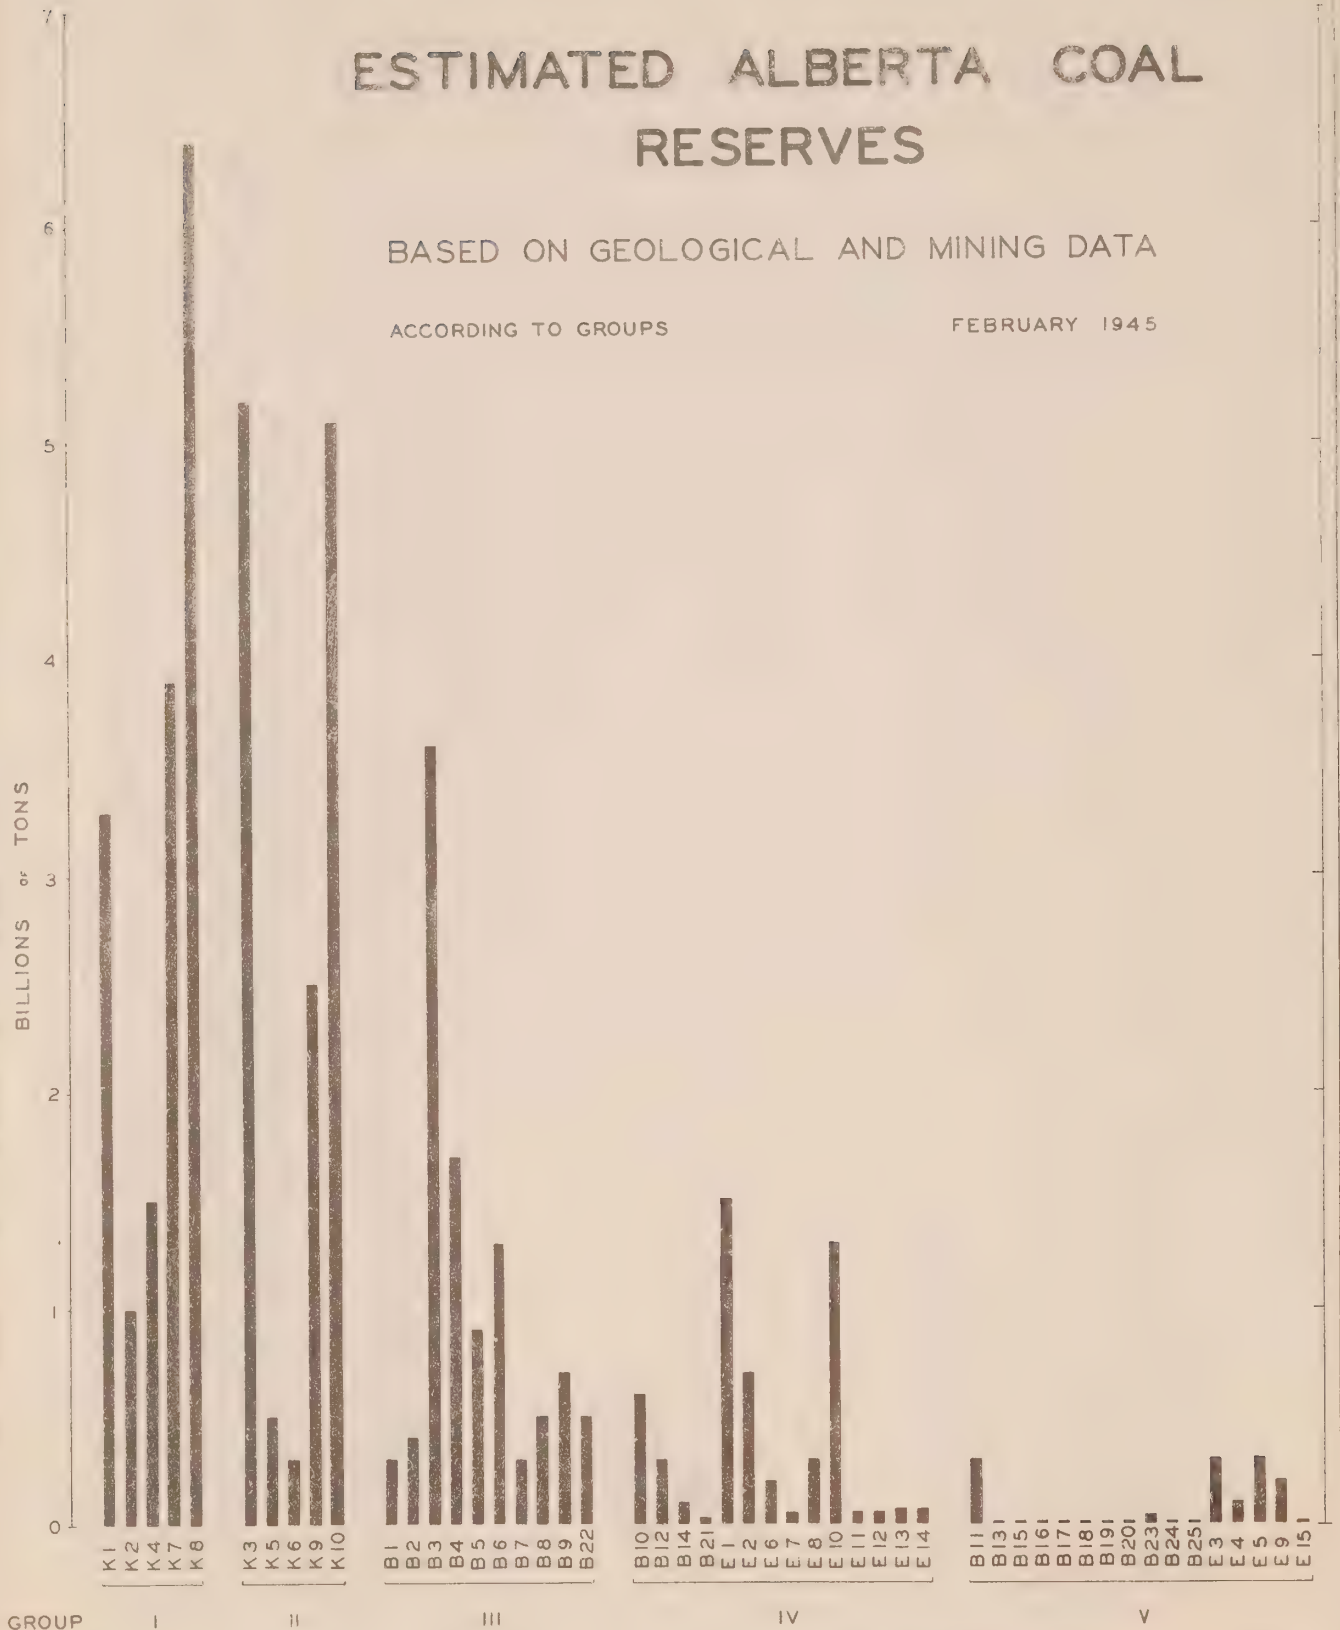 ESTIMATED ALBERTA COAL
RESERVES
BASED ON GEOLOGICAL AND MINING DATA
ACCORDING TO GROUPS FEBRUARY 1945
BILLIONS OF TONS
7
6
5
4
3
2
1
0
K1 K2 K4 K7 K8 K3 K5 K6 K9 K10 B1 B2 B3 B4 B5 B6 B7 B8 B9 B22 B10 B12 B14 B21 E1 E2 E6 E7 E8 E10 E11 E12 E13 E14 B11 B13 B15 B16 B17 B18 B19 B20 B23 B24 B25 E3 E4 E5 E9 E15
GROUP I II III IV V